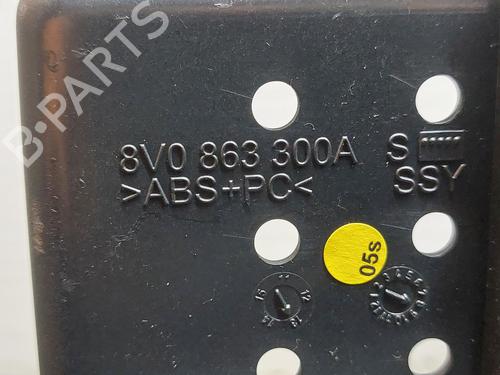 B-PARTS
8V0 863 300A
>ABS+PC<
S
SSY
05s